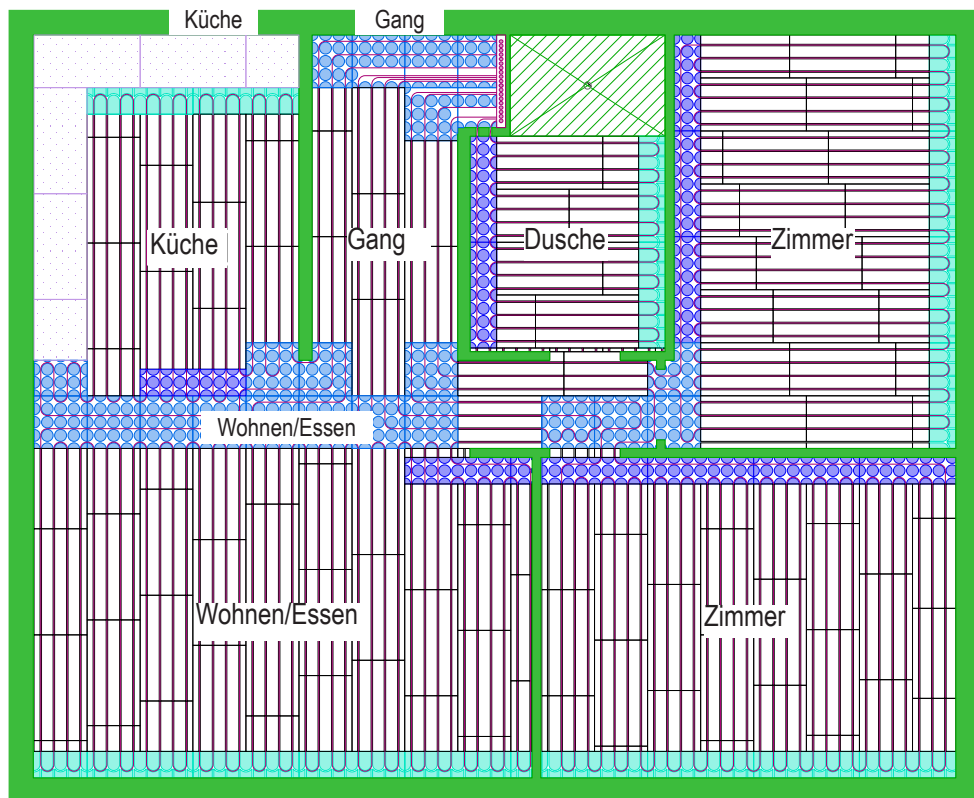 Küche
Gang
Küche
Gang
Dusche
Zimmer
Wohnen/Essen
Wohnen/Essen
Zimmer